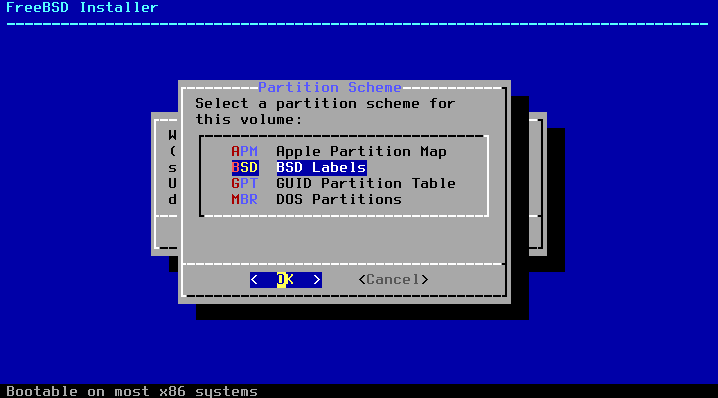 FreeBSD Installer
Partition Scheme
Select a partition scheme for
this volume:
APM Apple Partition Map
BSD BSD Labels
GPT GUID Partition Table
MBR DOS Partitions
W
(
s
U
d
< OK > <Cancel>
Bootable on most x86 systems